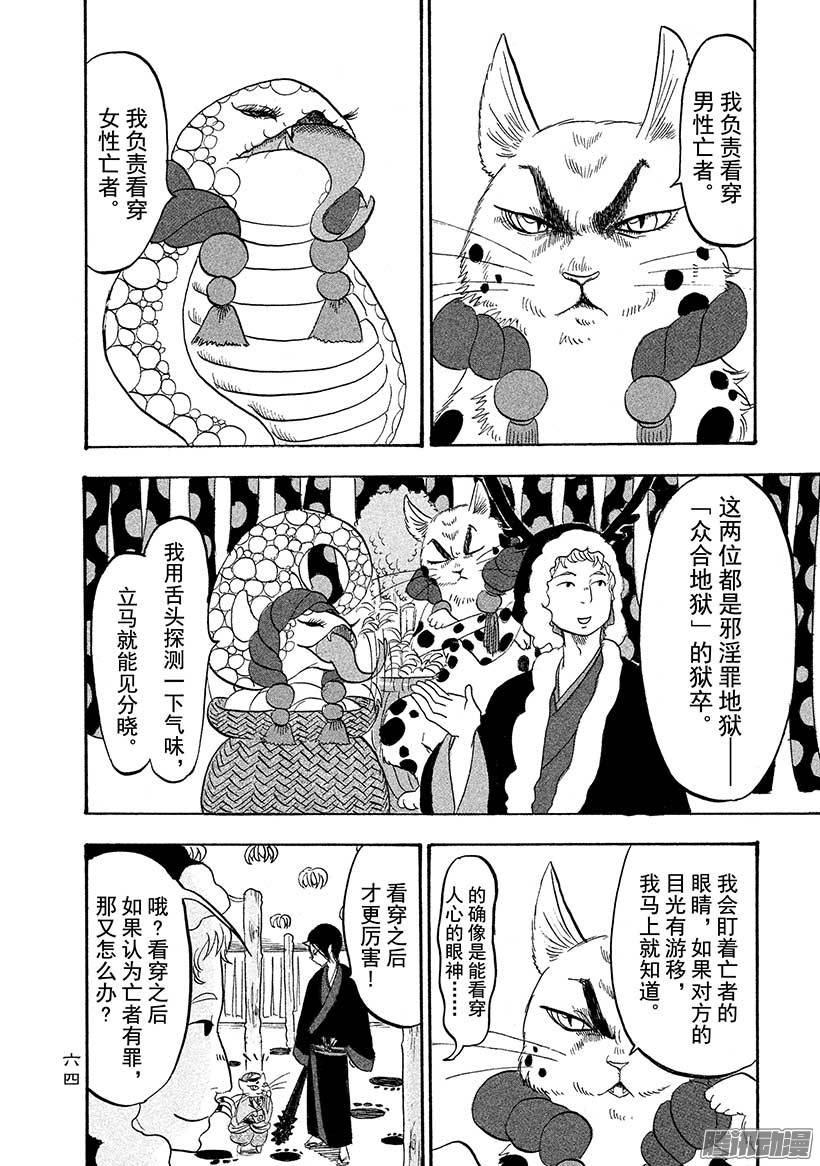 我负责看穿
男性亡者。
我负责看穿
女性亡者。
这两位都是邪淫罪地狱——
「众合地狱」的狱卒。
我用舌头探测一下气味，
立马就能见分晓。
我会盯着亡者的
眼睛，如果对方的
目光有游移，
我马上就知道。
的确像是能看穿
人心的眼神……
看穿之后
才更厉害！
哦？看穿之后
如果认为亡者有罪，
那又怎么办？
六四
腾讯动漫